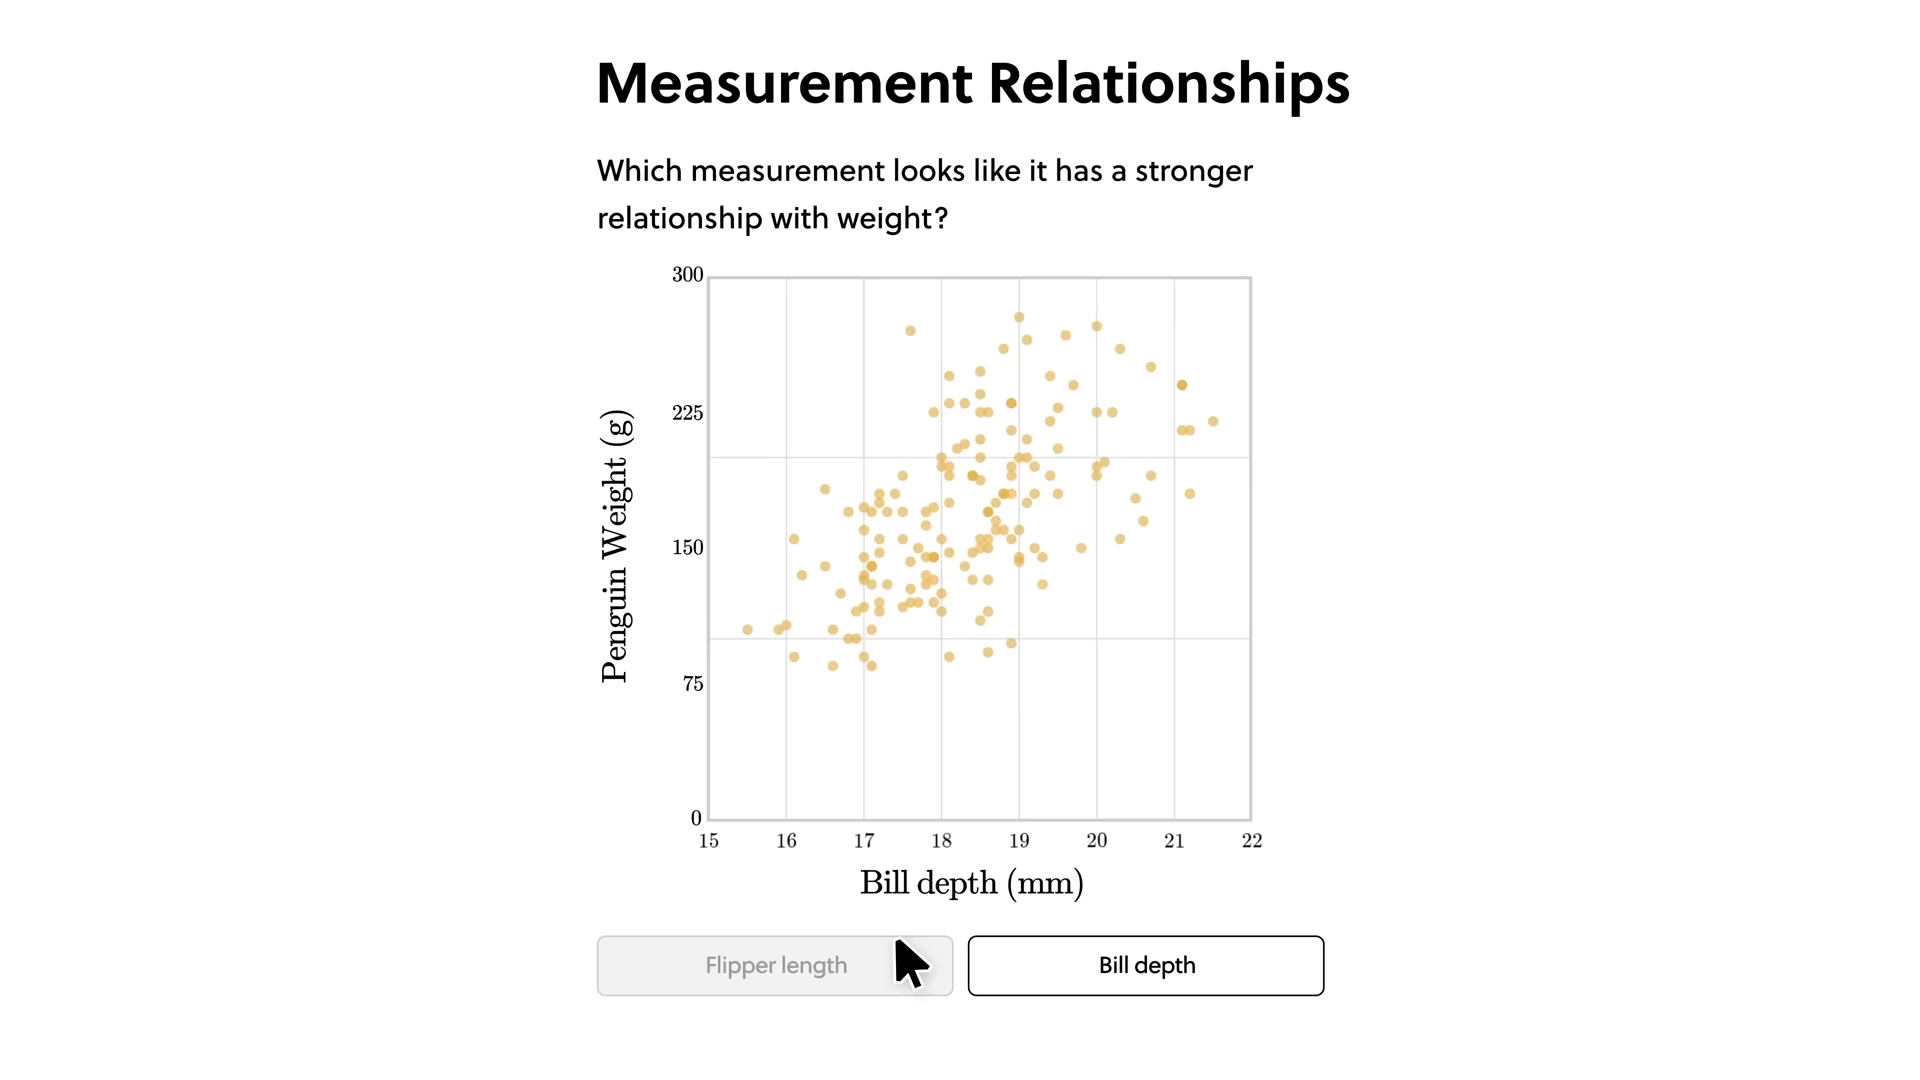 Measurement Relationships
Which measurement looks like it has a stronger
relationship with weight?
300
225
150
75
0
Penguin Weight (g)
15 16 17 18 19 20 21 22
Bill depth (mm)
Flipper length
Bill depth